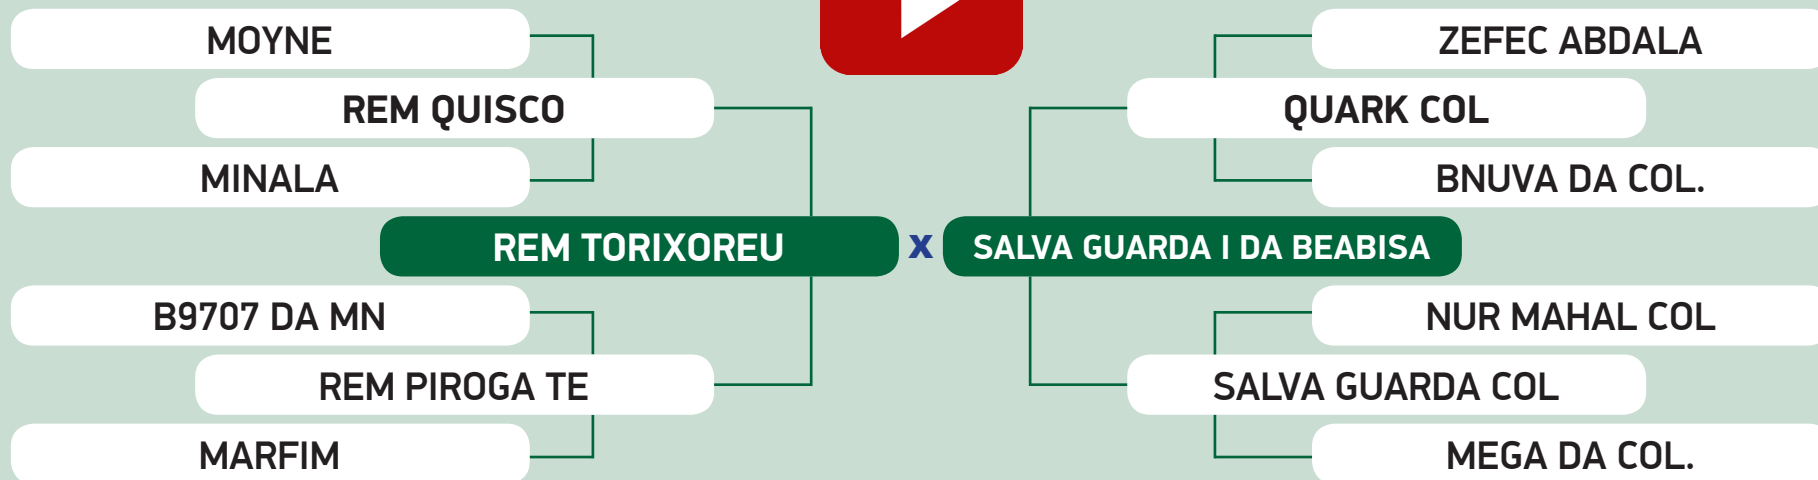 MOYNE
ZEFEC ABDALA
REM QUISCO
QUARK COL
MINALA
BNUVA DA COL.
REM TORIXOREU x SALVA GUARDA I DA BEABISA
B9707 DA MN
NUR MAHAL COL
REM PIROGA TE
SALVA GUARDA COL
MARFIM
MEGA DA COL.